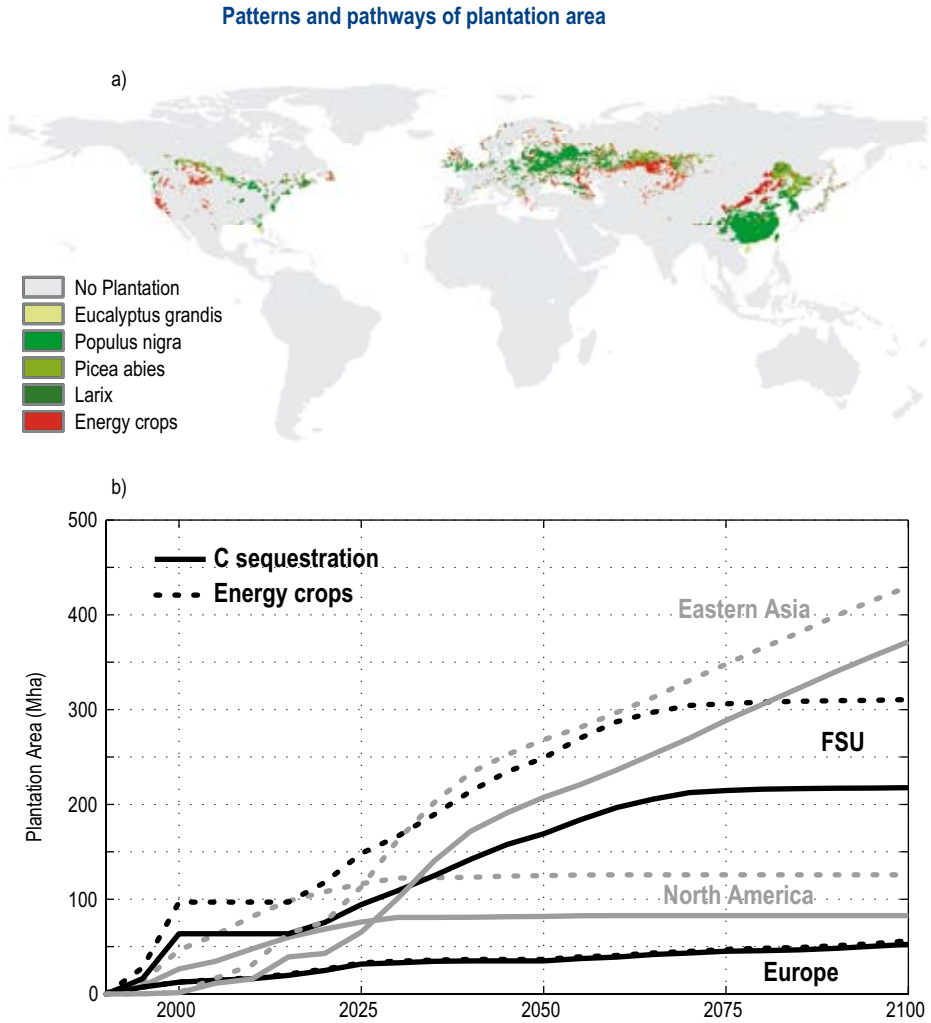 Patterns and pathways of plantation area
a)
No Plantation
Eucalyptus grandis
Populus nigra
Picea abies
Larix
Energy crops
b)
500
400
300
200
100
0
Plantation Area (Mha)
C sequestration
Energy crops
Eastern Asia
FSU
North America
Europe
2000
2025
2050
2075
2100